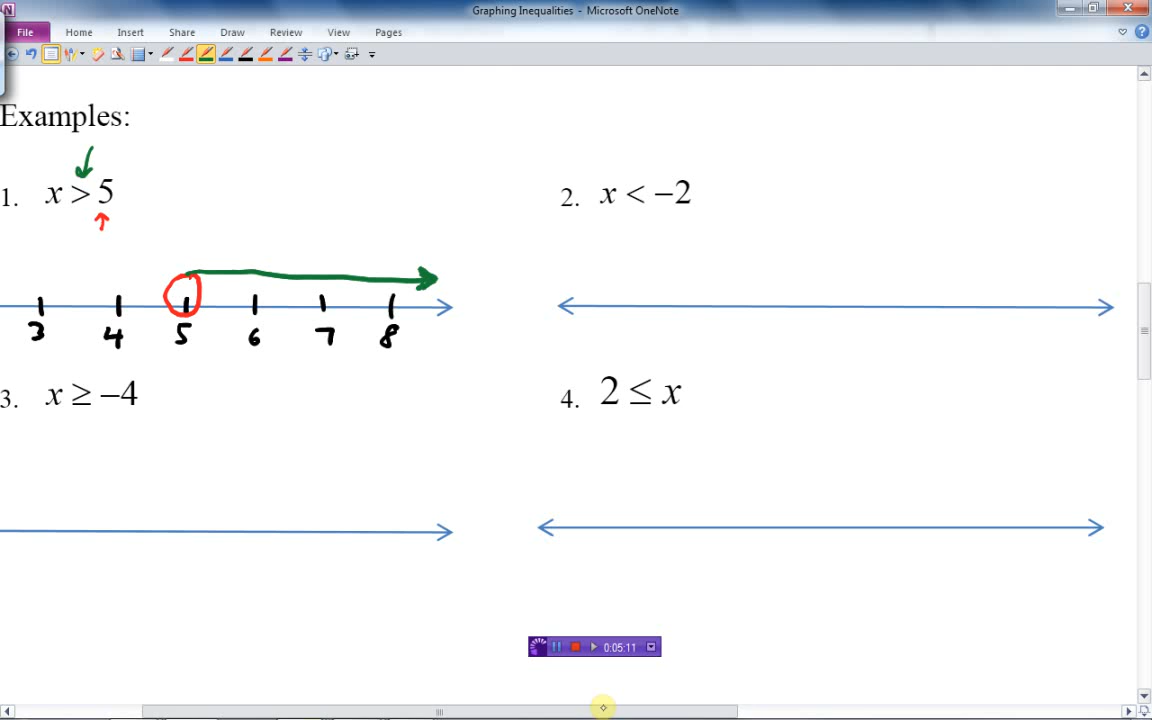 Graphing Inequalities - Microsoft OneNote
File Home Insert Share Draw Review View Pages
Examples:
1. x > 5
2. x < −2
3 4 5 6 7 8
3. x ≥ −4
4. 2 ≤ x
0:05:11